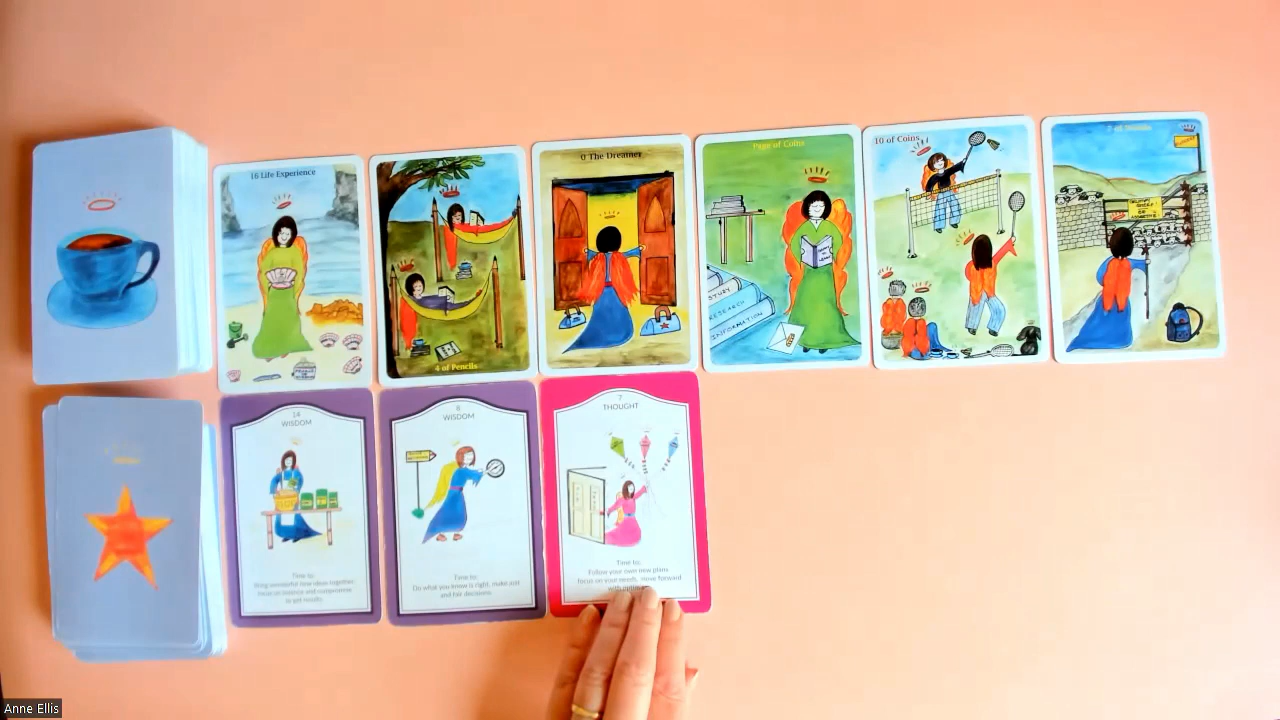 16 Life Experience
4 of Pencils
0 The Dreamer
Page of Coins
STUDY
RESEARCH
INFORMATION
10 of Coins
14
WISDOM
Time to:
Bring wonderful new ideas together
focus on balance and compromise
to get results.
8
WISDOM
Time to:
Do what you know is right, make just
and fair decisions.
7
THOUGHT
Time to:
Follow your own new plans
focus on your needs, move forward
with
Anne Ellis